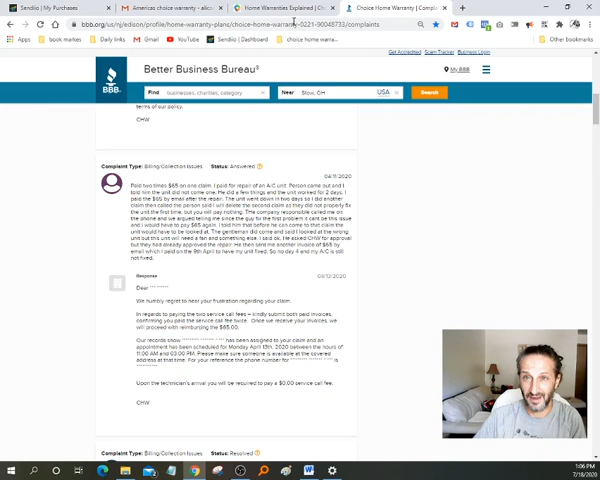 Sendiio | My Purchases
Americas choice warranty - alice
Home Warranties Explained | Ch
Choice Home Warranty | Compla
bbb.org/us/nj/edison/profile/home-warranty-plans/choice-home-warranty-0221-90048733/complaints
Apps
book markes
Daily links
Gmail
YouTube
Sendiio | Dashboard
choice home warra...
Other bookmarks
Get Accredited
Scam Tracker
Business Login
BBB
Better Business Bureau®
My BBB
Find
businesses, charities, category
Near
Stow, OH
USA
Search
terms of our policy.
CHW
Complaint Type: Billing/Collection Issues Status: Answered
04/11/2020
Paid two times $65 on one claim. I paid for repair of an A/C unit. Person came out and I
told him the unit did not come one. He did a few things and the unit worked for 2 days. I
paid the $65 by email after the repair. The unit went down in two days so I did another
claim then called the person said I will delete the second claim as they did not properly fix
the unit the first time, but you will pay nothing. THe company responsible called me on
the phone and we argued telling me since the guy fix the first problem it cant be this issue
and I would have to pay $65 again. I told him that before he can come to that claim the
unit would have to be looked at. The gentleman did come and said I looked at the wrong
unit but this unit will need a fan and something else. I said ok. He asked CHW for approval
but they had already approved the repair. He then sent me another invoice of $65 by
email which I paid on the 9th April to have my unit fixed. So no day 4 and my A/C is still
not fixed.
Response
04/13/2020
Dear *********
We humbly regret to hear your frustration regarding your claim.
In regards to paying the two service call fees – kindly submit both paid invoices,
confirming you paid the service call fee twice. Once we receive your invoices, we
will proceed with reimbursing the $65.00.
Our records show ******* ******* * *** has been assigned to your claim and an
appointment has been scheduled for Monday April 13th, 2020 between the hours of
11:00 AM and 03:00 PM. Please make sure someone is available at the covered
address at that time. For your reference the phone number for ******* ******* * *** is
**********
Upon the technician's arrival you will be required to pay a $0.00 service call fee.
CHW
Complaint Type: Billing/Collection Issues Status: Resolved
1:06 PM
7/18/2020